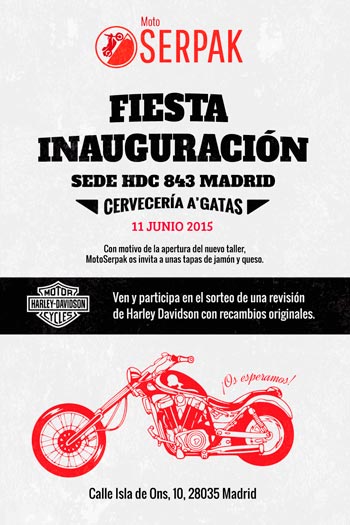 Moto
SERPAK
FIESTA
INAUGURACIÓN
SEDE HDC 843 MADRID
CERVECERÍA A'GATAS
11 JUNIO 2015
Con motivo de la apertura del nuevo taller,
MotoSerpak os invita a unas tapas de jamón y queso.
MOTOR
HARLEY-DAVIDSON
CYCLES
Ven y participa en el sorteo de una revisión
de Harley Davidson con recambios originales.
¡Os esperamos!
Calle Isla de Ons, 10, 28035 Madrid